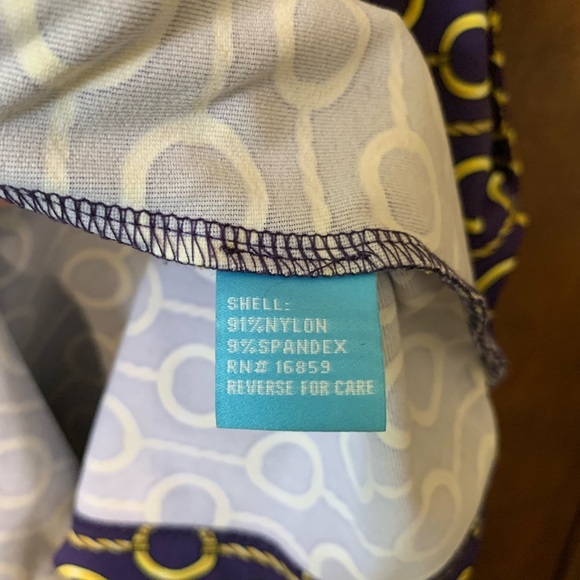 SHELL:
91%NYLON
9%SPANDEX
RN# 16859
REVERSE FOR CARE